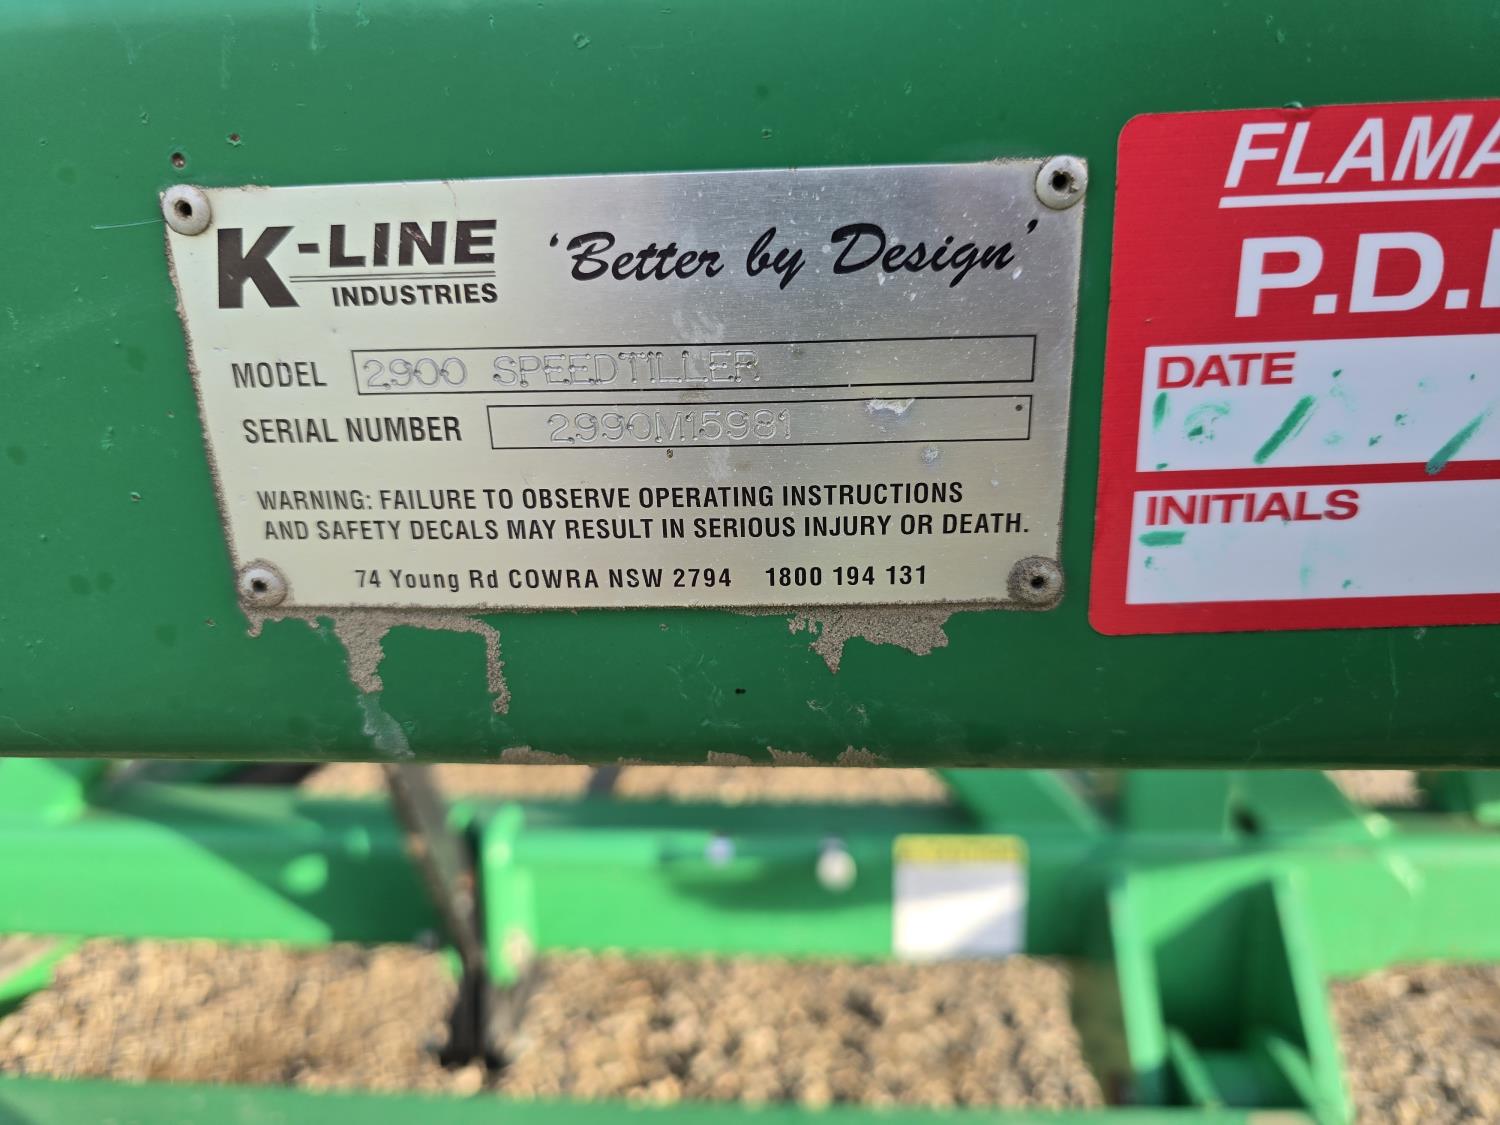 K-LINE
INDUSTRIES
'Better by Design'
MODEL 2900 SPEEDTILLER
SERIAL NUMBER 2990M15981
WARNING: FAILURE TO OBSERVE OPERATING INSTRUCTIONS
AND SAFETY DECALS MAY RESULT IN SERIOUS INJURY OR DEATH.
74 Young Rd COWRA NSW 2794 1800 194 131
FLAMA
P.D.
DATE
INITIALS